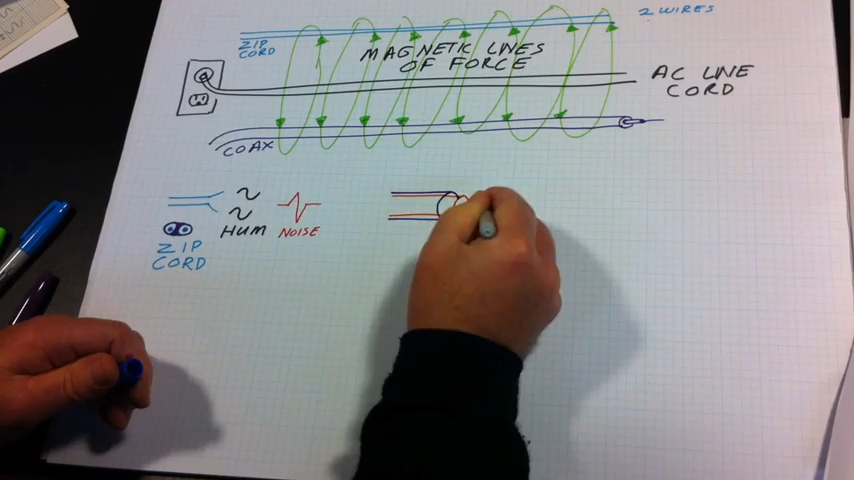 2 WIRES
ZIP
CORD
MAGNETIC LINES
OF FORCE
AC LINE
CORD
COAX
HUM
NOISE
ZIP
CORD